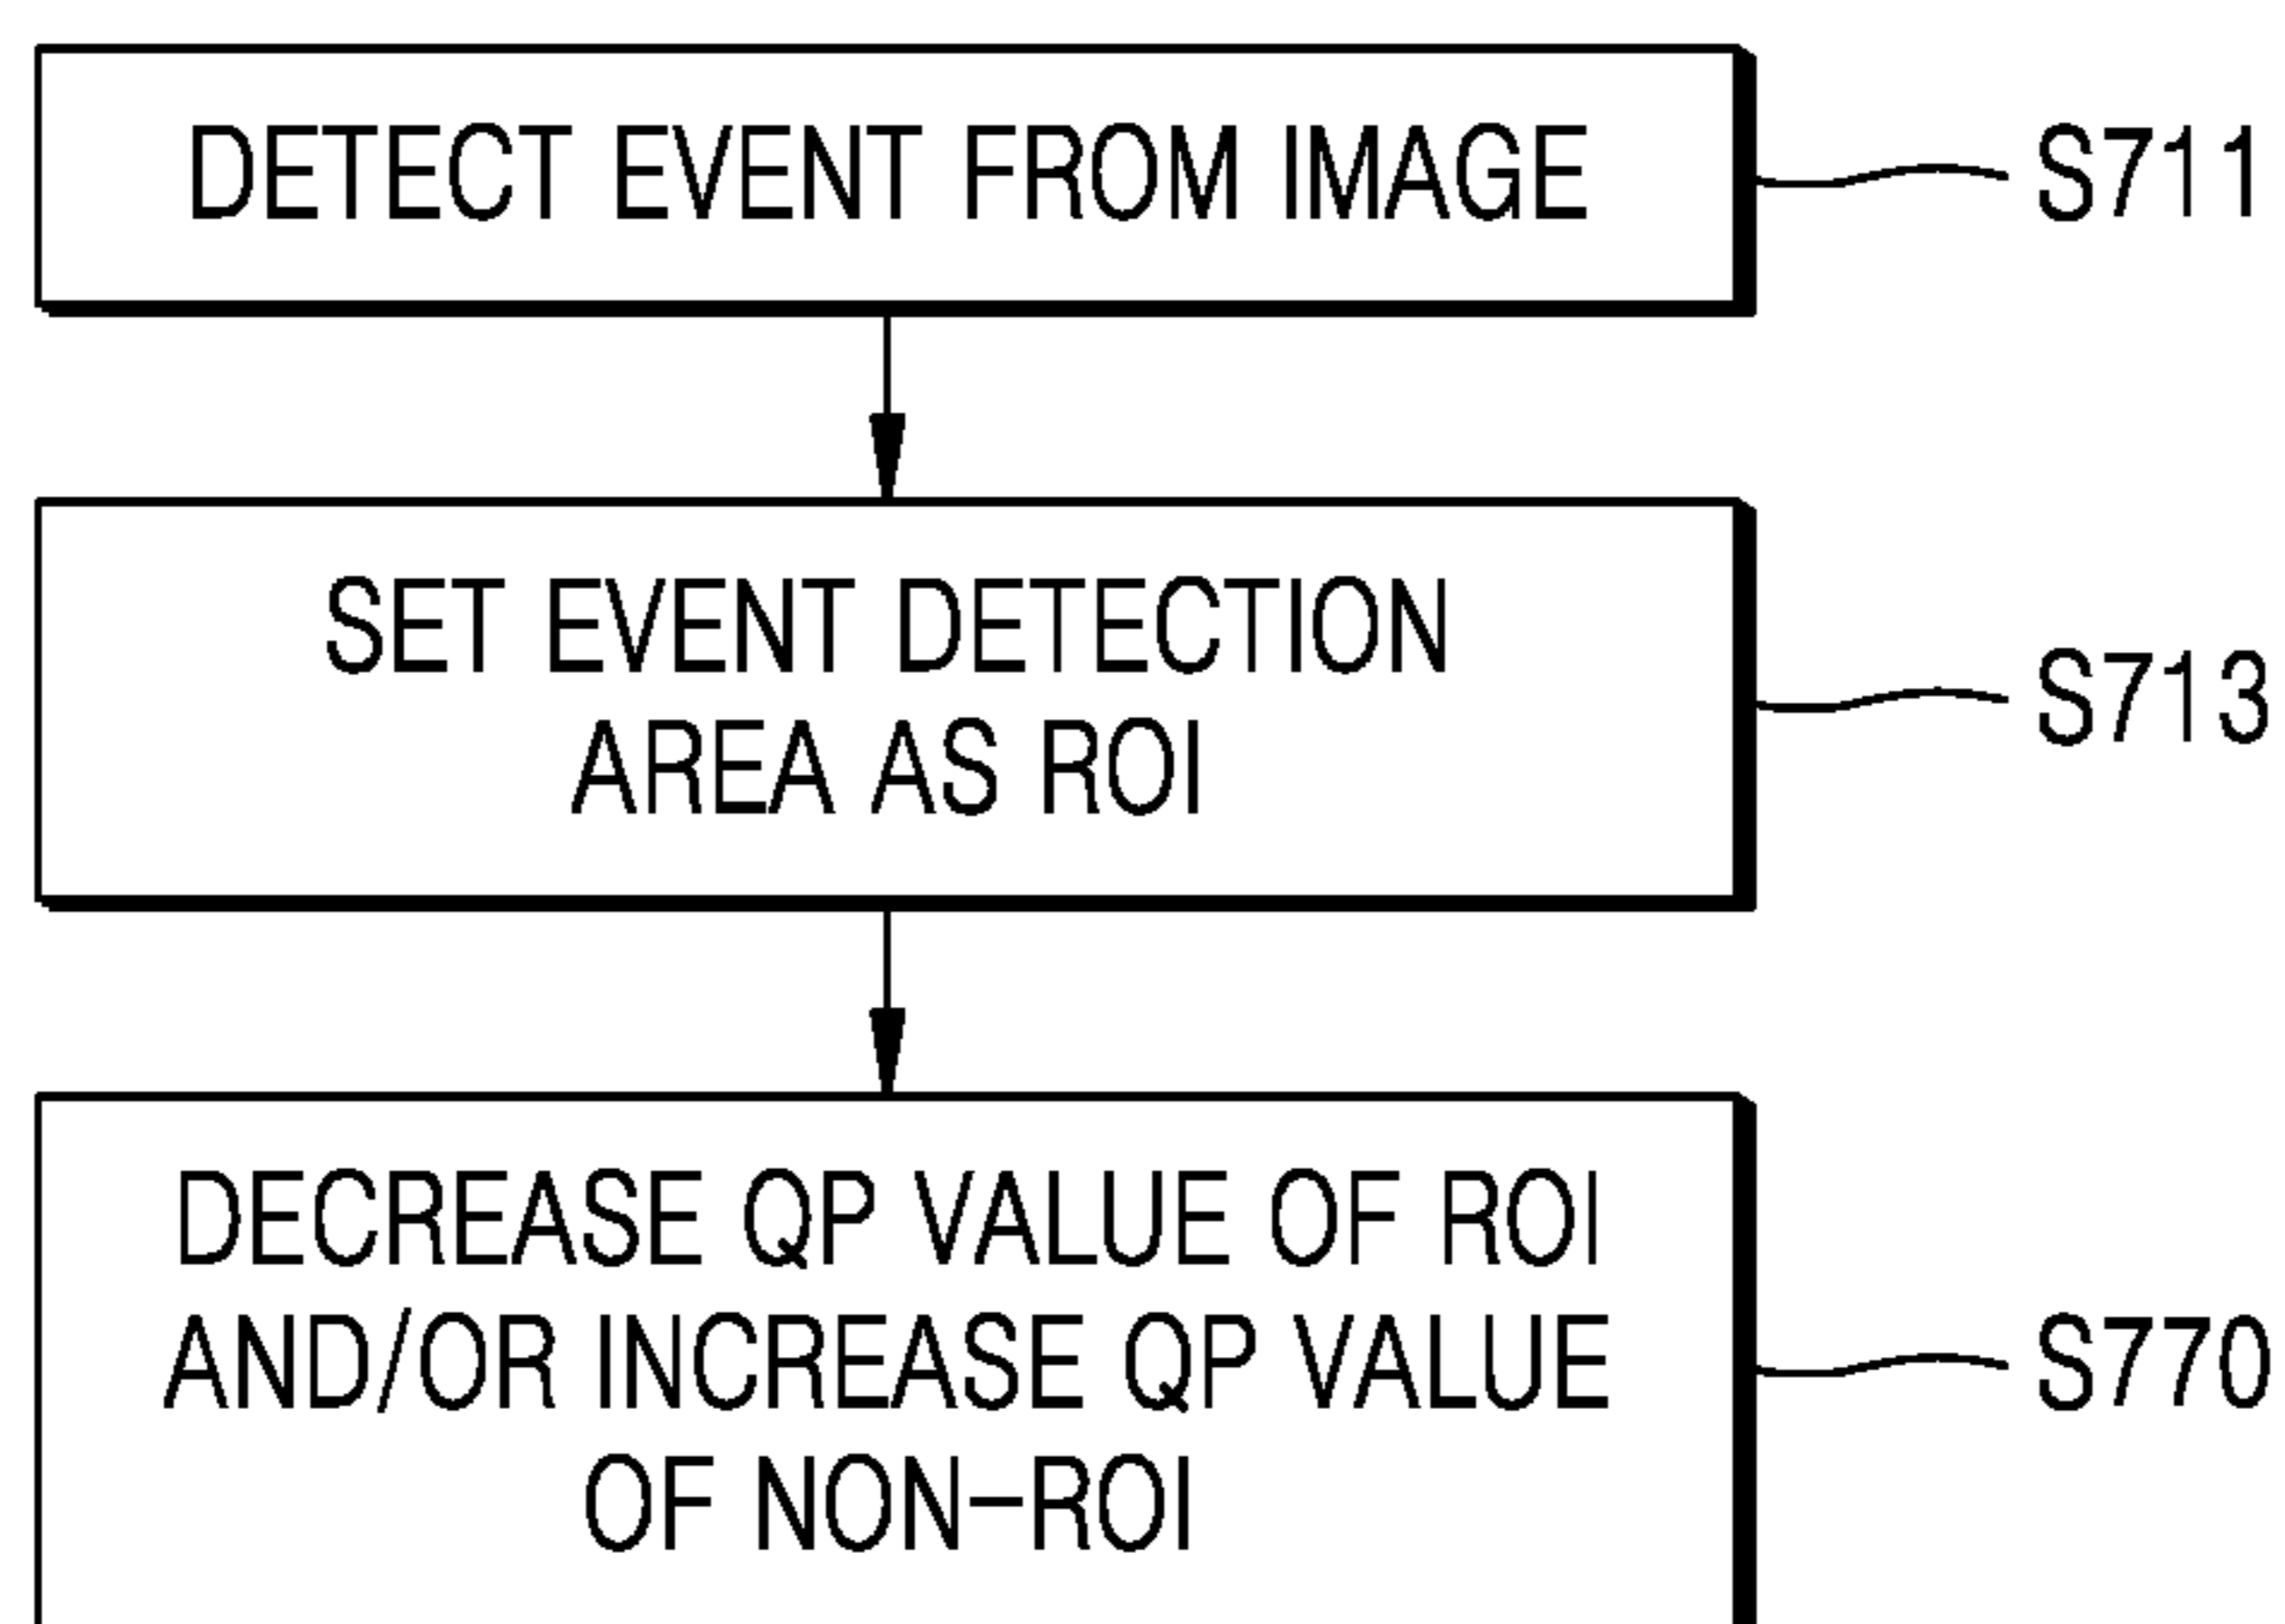 DETECT EVENT FROM IMAGE
S711
SET EVENT DETECTION
AREA AS ROI
S713
DECREASE QP VALUE OF ROI
AND/OR INCREASE QP VALUE
OF NON-ROI
S770